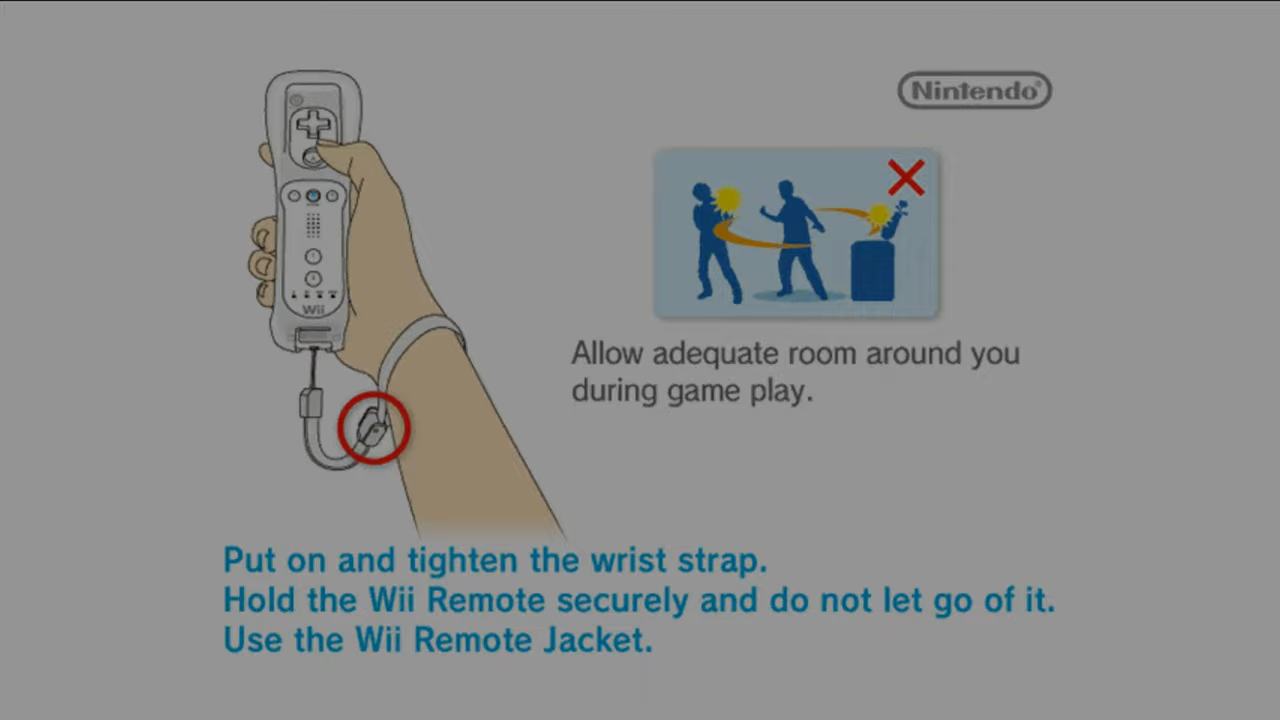 Nintendo
Wii
Allow adequate room around you
during game play.
Put on and tighten the wrist strap.
Hold the Wii Remote securely and do not let go of it.
Use the Wii Remote Jacket.